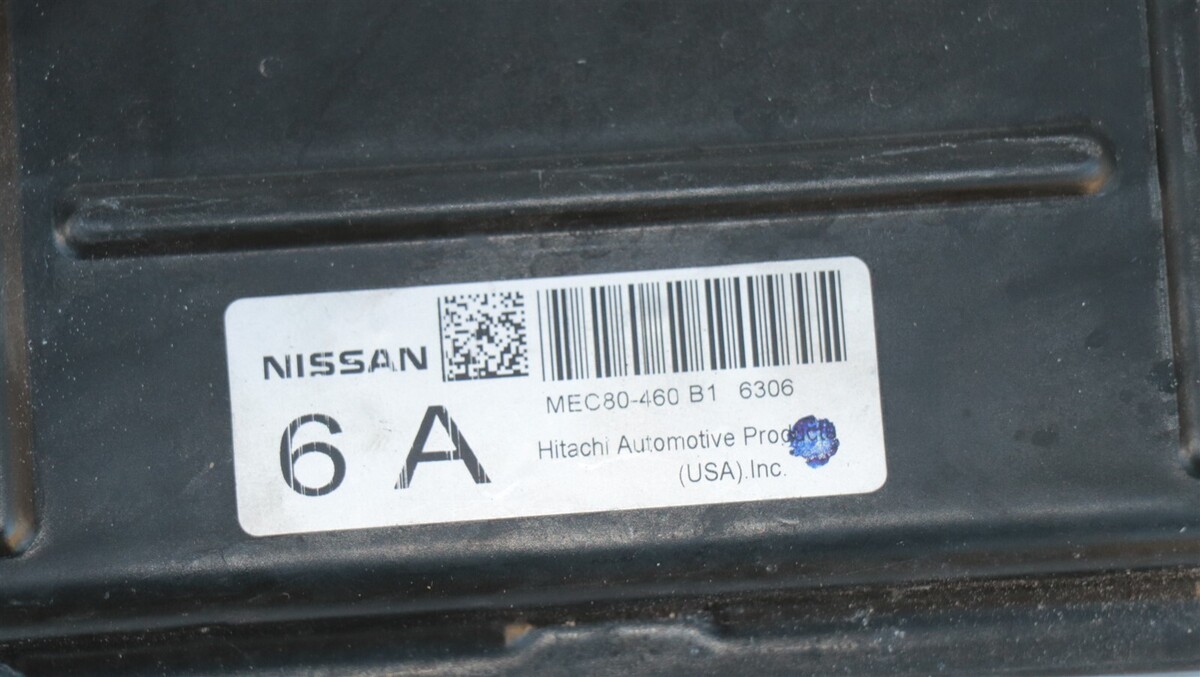 NISSAN
6 A
MEC80-460 B1 6306
Hitachi Automotive Products
(USA).Inc.